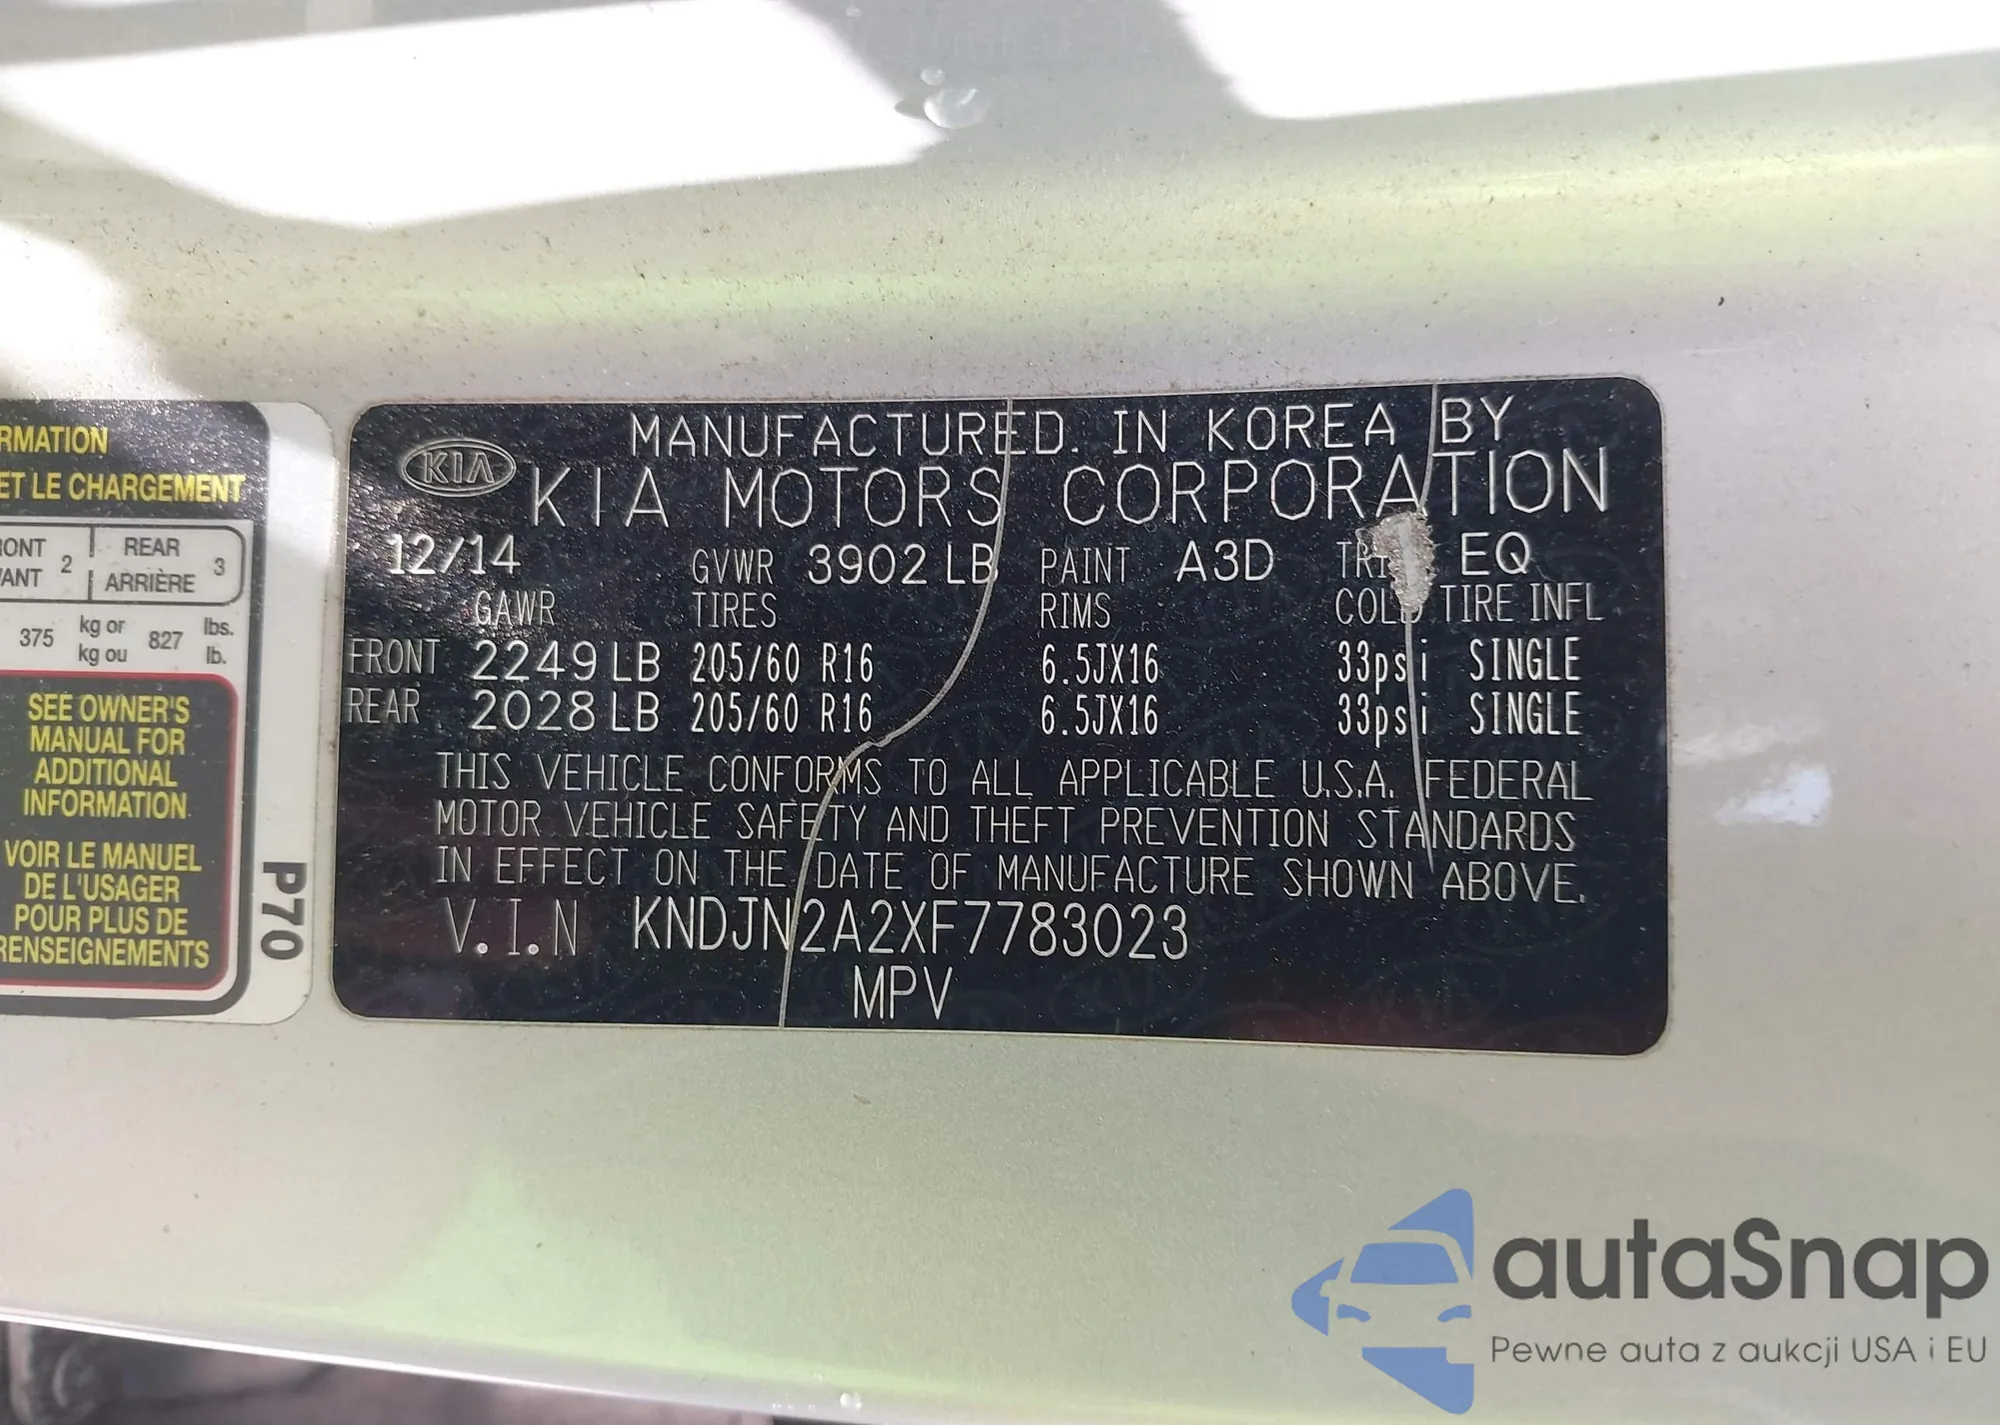 RMATION
ET LE CHARGEMENT
2
REAR
ARRIÈRE
3
375
kg or
kg ou
827
lbs.
lb.
SEE OWNER'S
MANUAL FOR
ADDITIONAL
INFORMATION
VOIR LE MANUEL
DE L'USAGER
POUR PLUS DE
RENSEIGNEMENTS
P70
KIA
MANUFACTURED. IN KOREA BY
KIA MOTORS CORPORATION
12/14 GVWR 3902 LB PAINT A3D EQ
GAWR TIRES RIMS COLD TIRE INFL
FRONT 2249 LB 205/60 R16 6.5JX16 33psi SINGLE
REAR 2028 LB 205/60 R16 6.5JX16 33psi SINGLE
THIS VEHICLE CONFORMS TO ALL APPLICABLE U.S.A. FEDERAL
MOTOR VEHICLE SAFETY AND THEFT PREVENTION STANDARDS
IN EFFECT ON THE DATE OF MANUFACTURE SHOWN ABOVE.
V.I.N KNDJN2A2XF7783023
MPV
autaSnap
Pewne auta z aukcji USA i EU